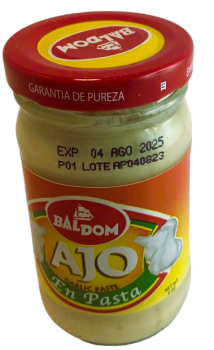 BALDOM
GARANTIA DE PUREZA
EXP 04 AGO 2025
P01 LOTE AP040823
BALDOM
AJO
GARLIC PASTE
En Pasta